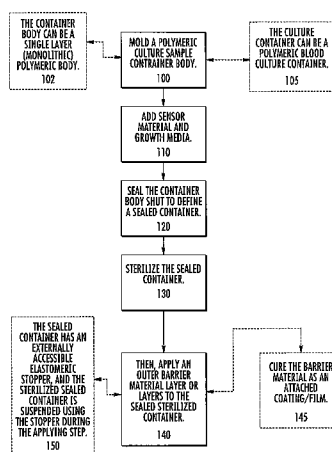 THE CONTAINER
BODY CAN BE A
SINGLE LAYER
(MONOLITHIC)
POLYMERIC BODY.
102
MOLD A POLYMERIC
CULTURE SAMPLE
CONTRAINER BODY.
100
THE CULTURE
CONTAINER CAN BE A
POLYMERIC BLOOD
CULTURE CONTAINER.
105
ADD SENSOR
MATERIAL AND
GROWTH MEDIA.
110
SEAL THE CONTAINER
BODY SHUT TO DEFINE
A SEALED CONTAINER.
120
STERILIZE THE SEALED
CONTAINER.
130
THE SEALED
CONTAINER HAS AN
EXTERNALLY
ACCESSIBLE
ELASTOMERIC
STOPPER, AND THE
STERILIZED SEALED
CONTAINER IS
SUSPENDED USING
THE STOPPER DURING
THE APPLYING STEP.
150
THEN, APPLY AN
OUTER BARRIER
MATERIAL LAYER OR
LAYERS TO THE
SEALED STERILIZED
CONTAINER.
140
CURE THE BARRIER
MATERIAL AS AN
ATTACHED
COATING/FILM.
145